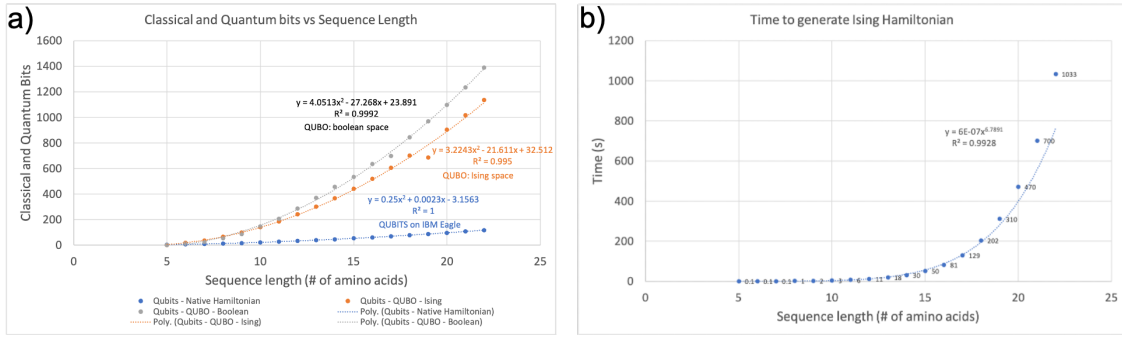 a)
Classical and Quantum bits vs Sequence Length
Classical and Quantum Bits
1600
1400
1200
1000
800
600
400
200
0
y = 4.0513x² - 27.268x + 23.891
R² = 0.9992
QUBO: boolean space
y = 3.2243x² - 21.611x + 32.512
R² = 0.995
QUBO: Ising space
y = 0.25x² + 0.0023x - 3.1563
R² = 1
QUBITS on IBM Eagle
0 5 10 15 20 25
Sequence length (# of amino acids)
Qubits - Native Hamiltonian
Qubits - QUBO - Ising
Qubits - QUBO - Boolean
Poly. (Qubits - Native Hamiltonian)
Poly. (Qubits - QUBO - Ising)
Poly. (Qubits - QUBO - Boolean)
b)
Time to generate Ising Hamiltonian
Time (s)
1200
1000
800
600
400
200
0
y = 6E-07x^6.7891
R² = 0.9928
0.1 0.1 0.1 1 2 3 6 11 18 30 50 81 129 202 310 470 700 1033
0 5 10 15 20 25
Sequence length (# of amino acids)